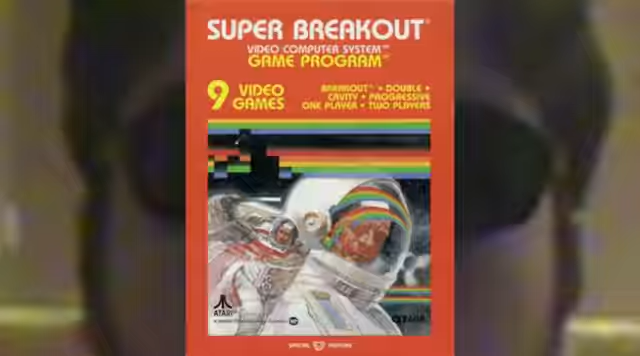 SUPER BREAKOUT®
VIDEO COMPUTER SYSTEM™
GAME PROGRAM™
9 VIDEO GAMES
BREAKOUT® • DOUBLE •
CAVITY • PROGRESSIVE
ONE PLAYER • TWO PLAYERS
ATARI®
SPECIAL